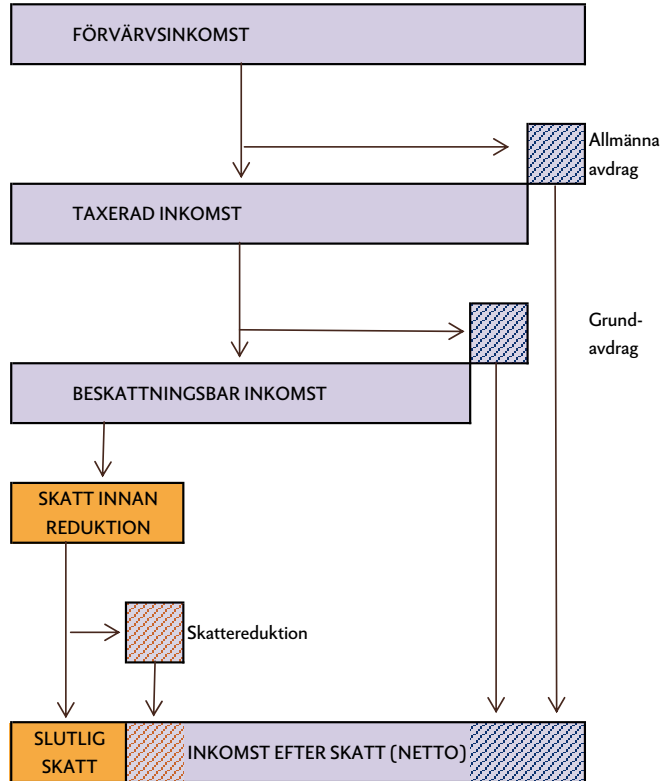 FÖRVÄRVSINKOMST
Allmänna
avdrag
TAXERAD INKOMST
Grund-
avdrag
BESKATTNINGSBAR INKOMST
SKATT INNAN
REDUKTION
Skattereduktion
SLUTLIG
SKATT
INKOMST EFTER SKATT (NETTO)